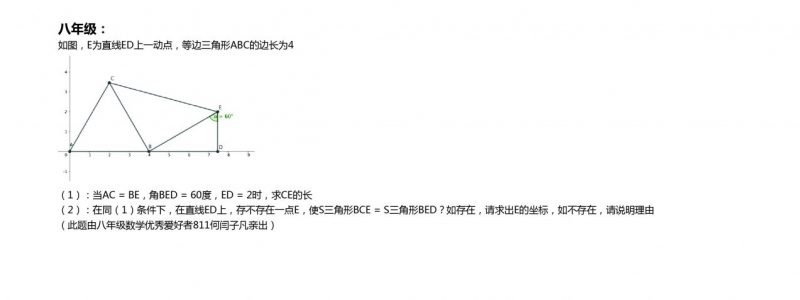 八年级：
如图，E为直线ED上一动点，等边三角形ABC的边长为4
4
C
3
2
E
α = 60°
1
A
B
D
0 1 2 3 4 5 6 7 8 9
-1
（1）：当AC = BE，角BED = 60度，ED = 2时，求CE的长
（2）：在同（1）条件下，在直线ED上，存不存在一点E，使S三角形BCE = S三角形BED？如存在，请求出E的坐标，如不存在，请说明理由
（此题由八年级数学优秀爱好者811何闫子凡亲出）